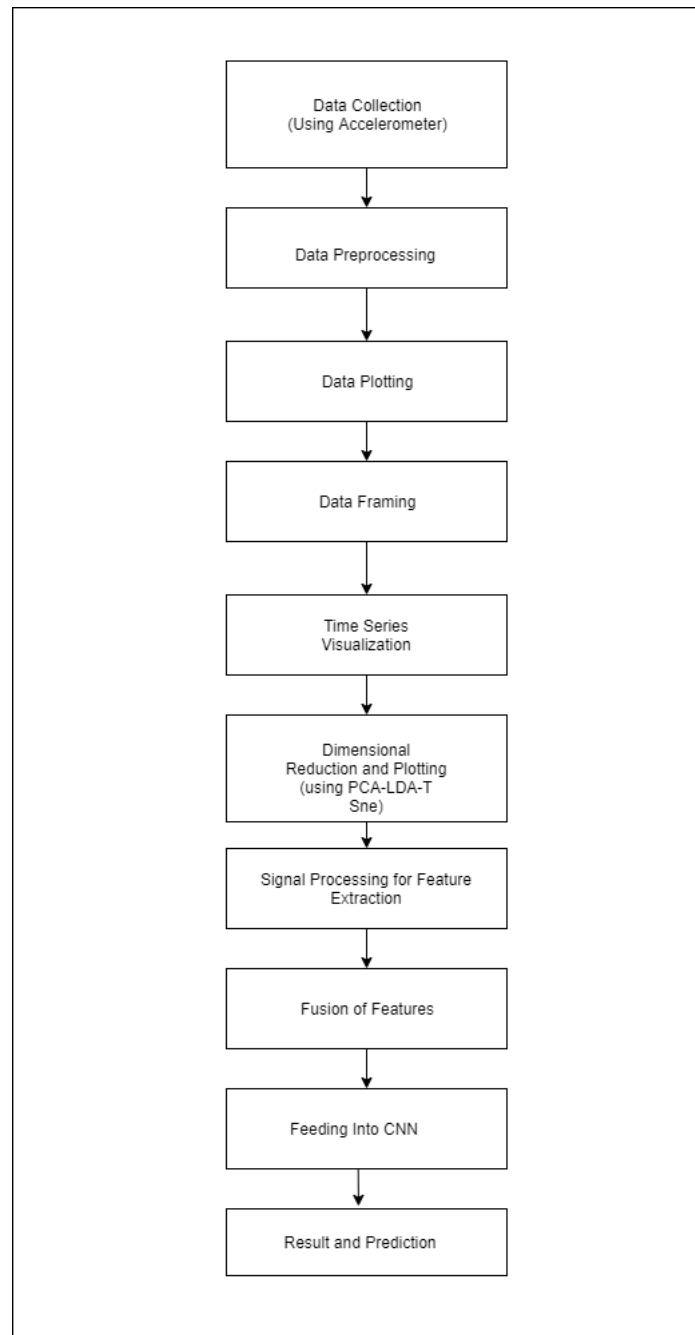 Data Collection
(Using Accelerometer)
Data Preprocessing
Data Plotting
Data Framing
Time Series
Visualization
Dimensional
Reduction and Plotting
(using PCA-LDA-T
Sne)
Signal Processing for Feature
Extraction
Fusion of Features
Feeding Into CNN
Result and Prediction